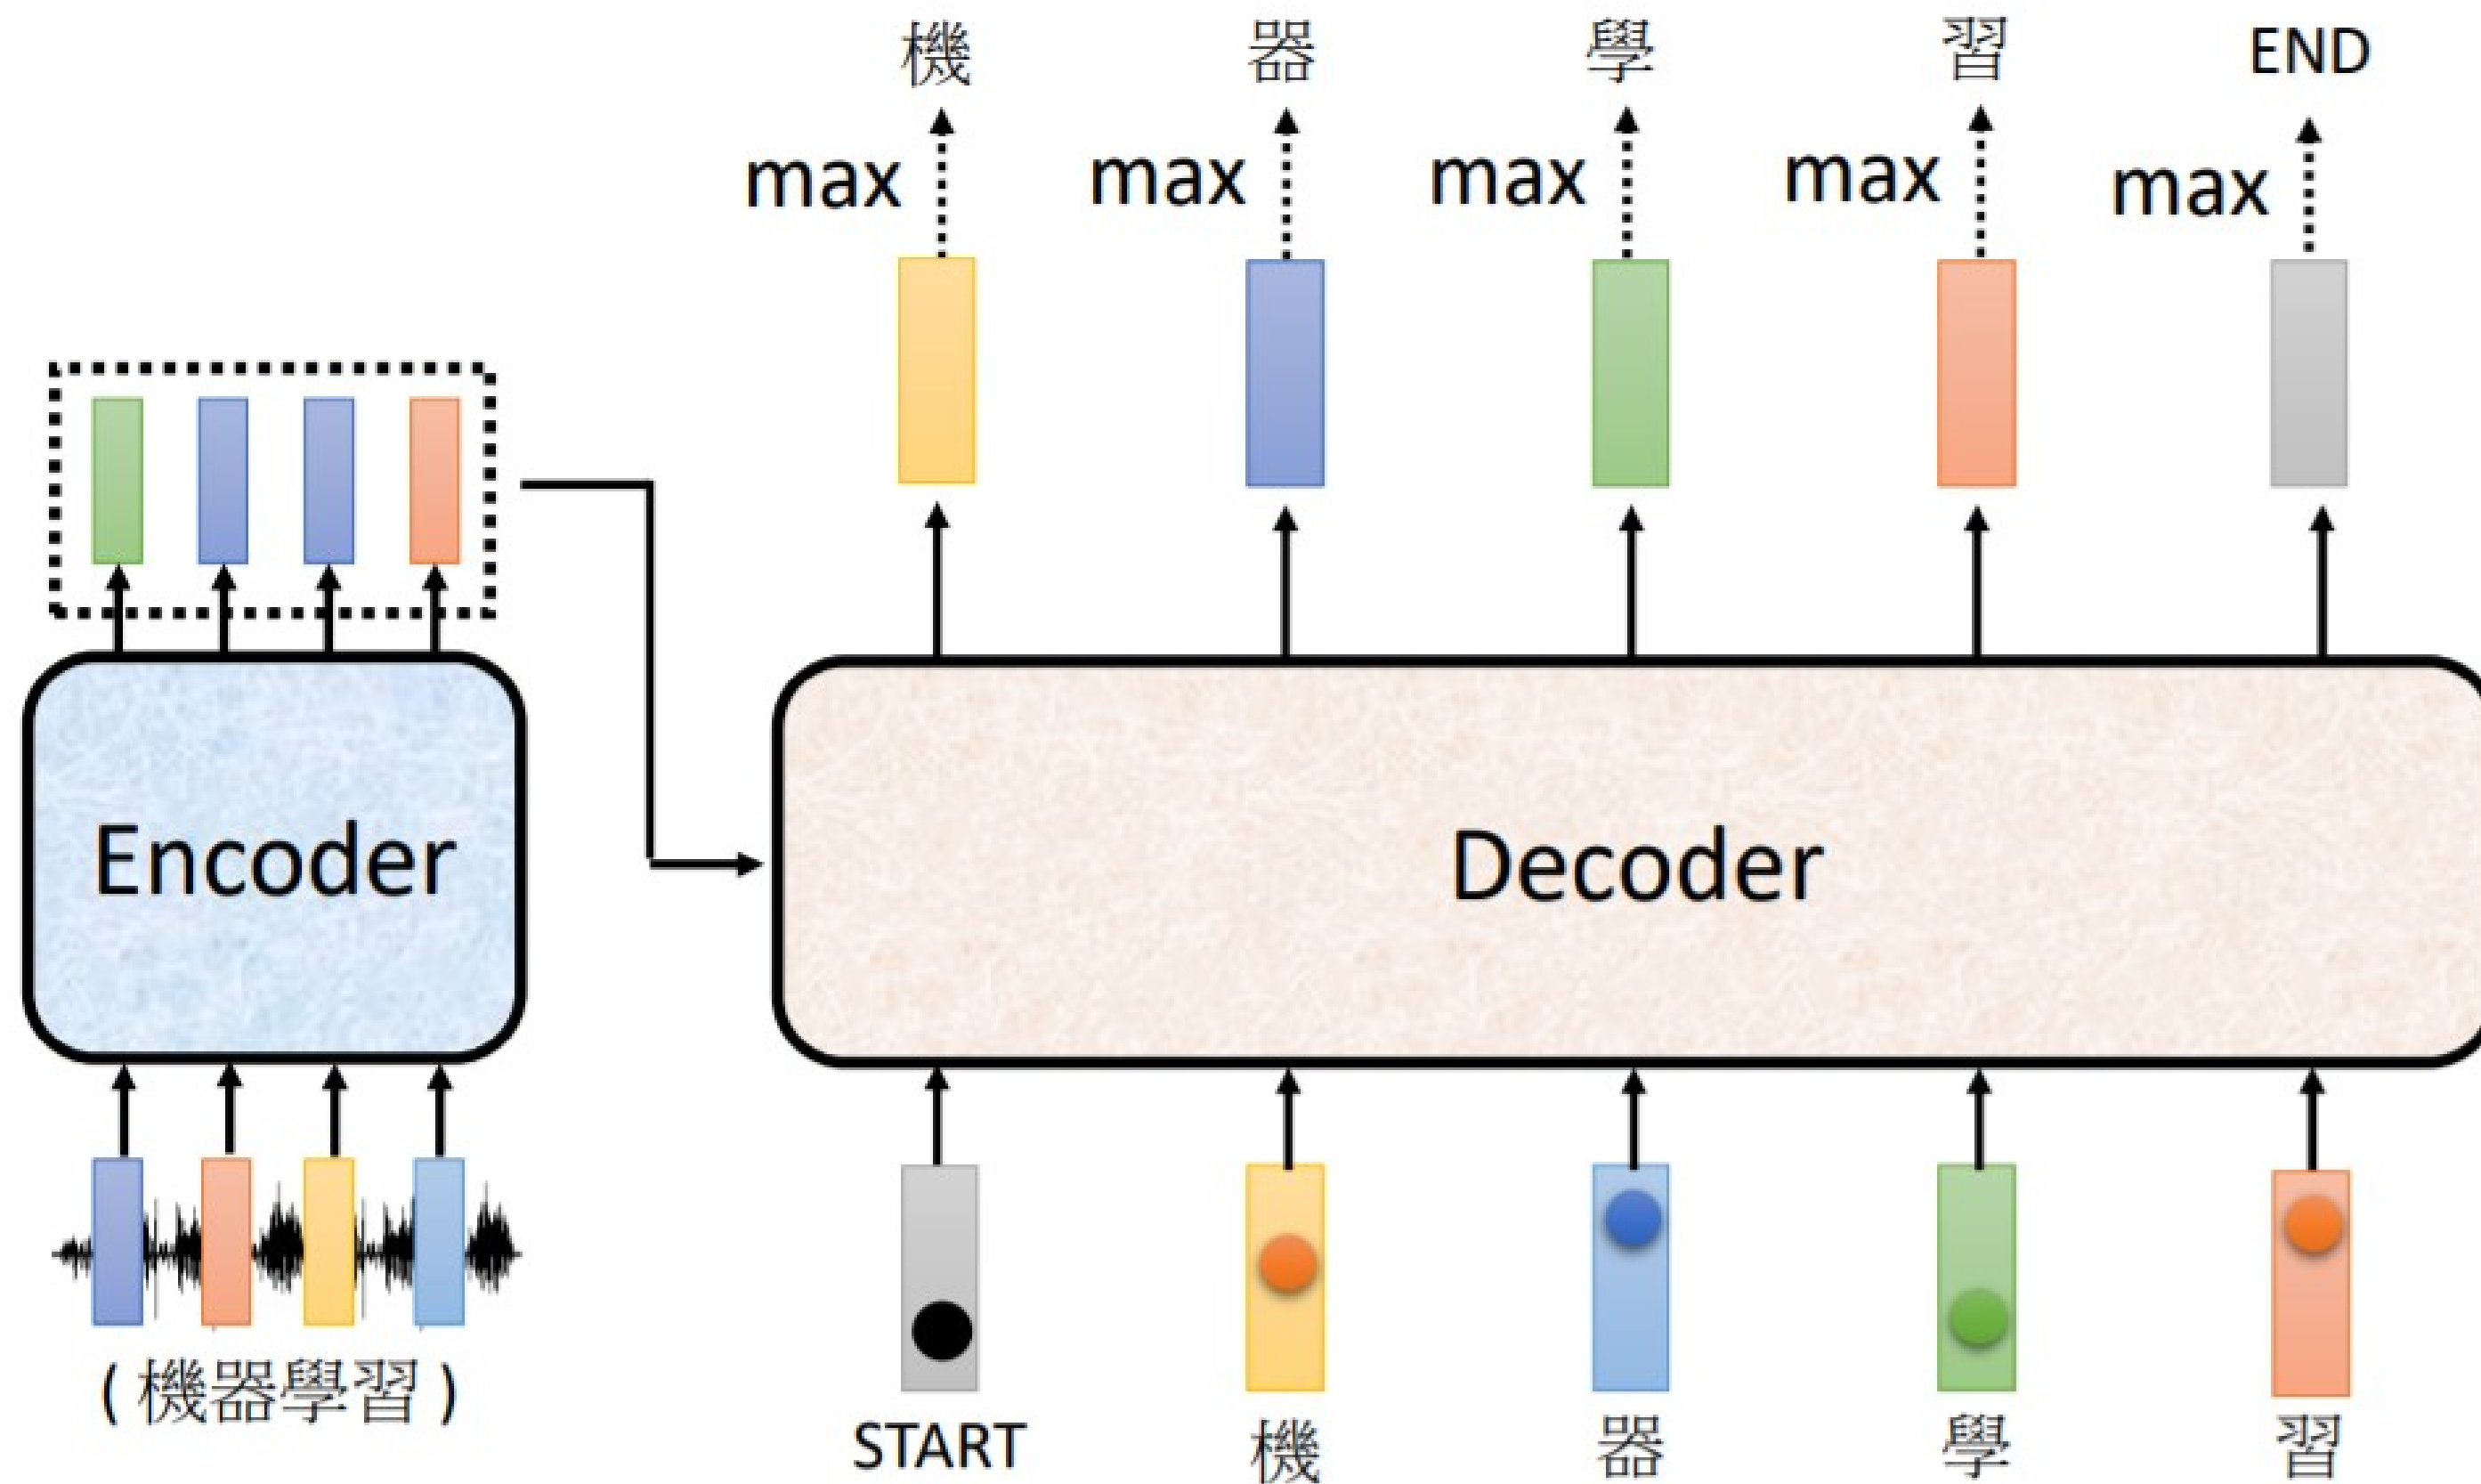 機 器 學 習 END
max max max max max
Encoder
Decoder
( 機器學習 )
START 機 器 學 習